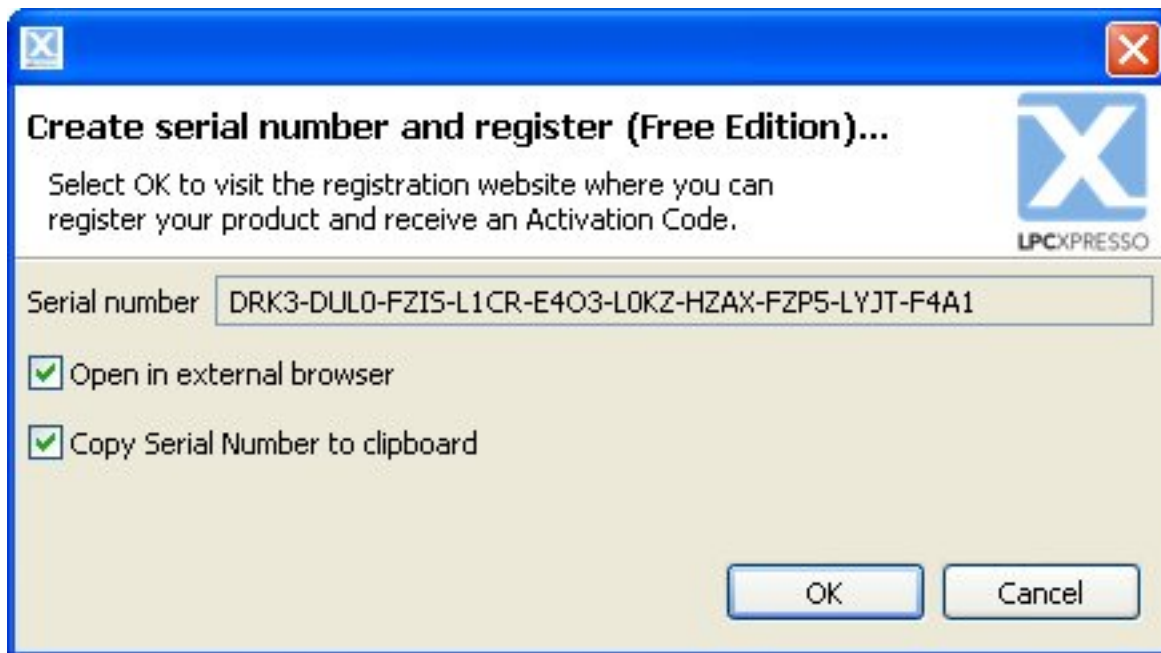 Create serial number and register (Free Edition)...
Select OK to visit the registration website where you can
register your product and receive an Activation Code.
LPCXPRESSO
Serial number DRK3-DUL0-FZIS-L1CR-E4O3-L0KZ-HZAX-FZP5-LYJT-F4A1
Open in external browser
Copy Serial Number to clipboard
OK Cancel